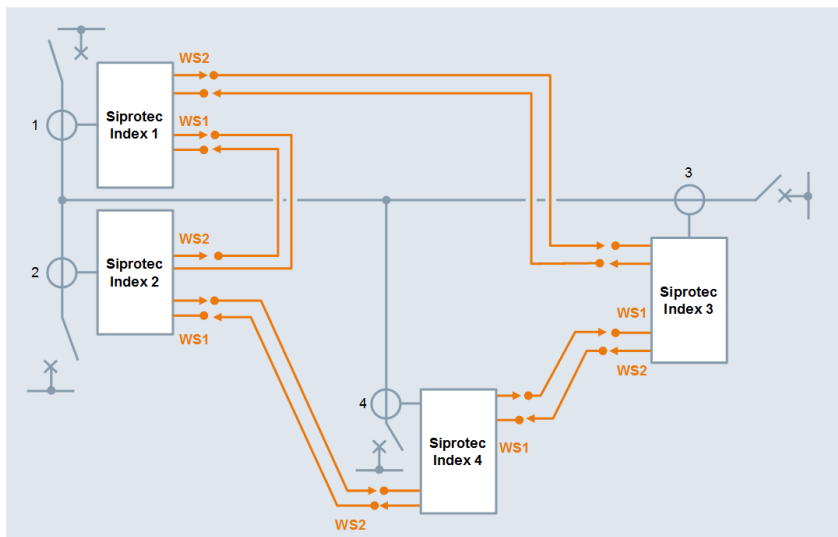 WS2
1
Siprotec
Index 1
WS1
3
2
WS2
Siprotec
Index 2
WS1
Siprotec
Index 3
WS1
WS2
4
Siprotec
Index 4
WS1
WS2